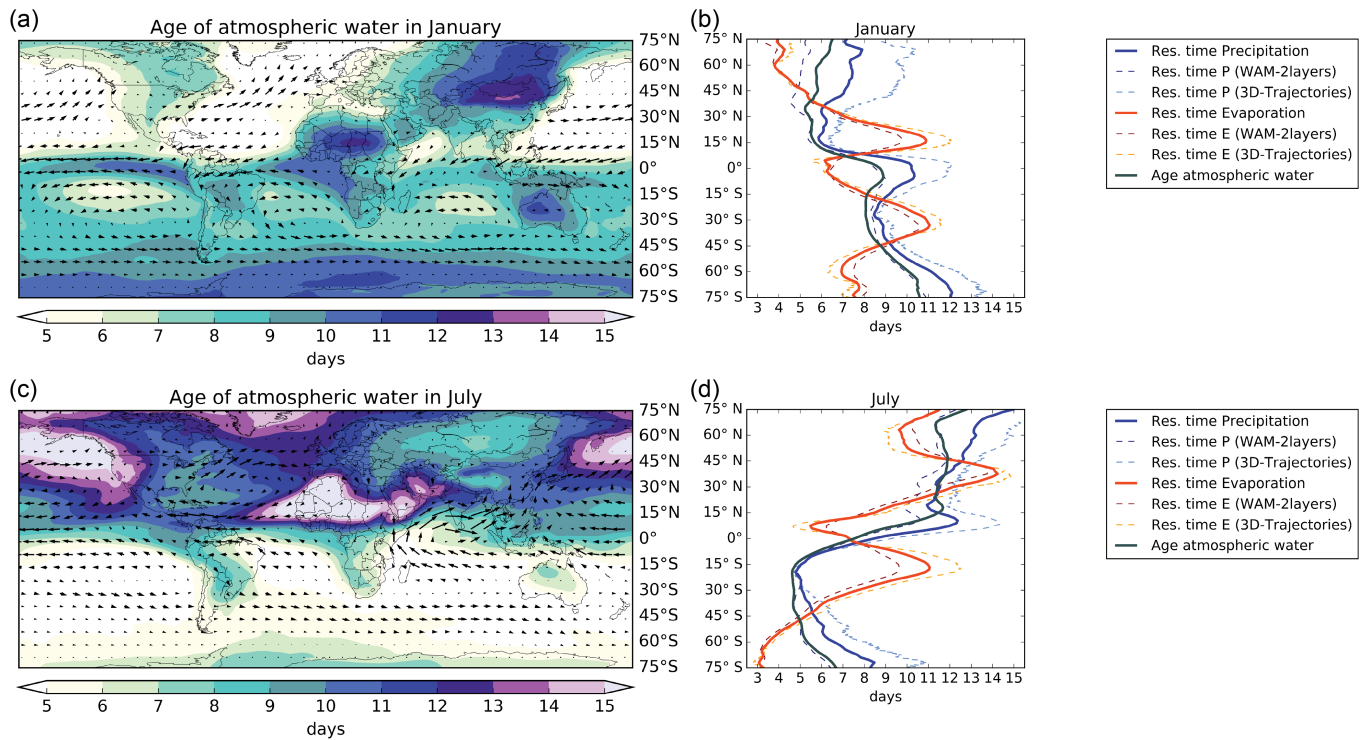 (a)
Age of atmospheric water in January
75°N
60°N
45°N
30°N
15°N
0°
15°S
30°S
45°S
60°S
75°S
5 6 7 8 9 10 11 12 13 14 15
days
(b)
January
75° N
60° N
45° N
30° N
15° N
0°
15° S
30° S
45° S
60° S
75° S
3 4 5 6 7 8 9 10 11 12 13 14 15
days
Res. time Precipitation
Res. time P (WAM-2layers)
Res. time P (3D-Trajectories)
Res. time Evaporation
Res. time E (WAM-2layers)
Res. time E (3D-Trajectories)
Age atmospheric water
(c)
Age of atmospheric water in July
75°N
60°N
45°N
30°N
15°N
0°
15°S
30°S
45°S
60°S
75°S
5 6 7 8 9 10 11 12 13 14 15
days
(d)
July
75° N
60° N
45° N
30° N
15° N
0°
15° S
30° S
45° S
60° S
75° S
3 4 5 6 7 8 9 10 11 12 13 14 15
days
Res. time Precipitation
Res. time P (WAM-2layers)
Res. time P (3D-Trajectories)
Res. time Evaporation
Res. time E (WAM-2layers)
Res. time E (3D-Trajectories)
Age atmospheric water